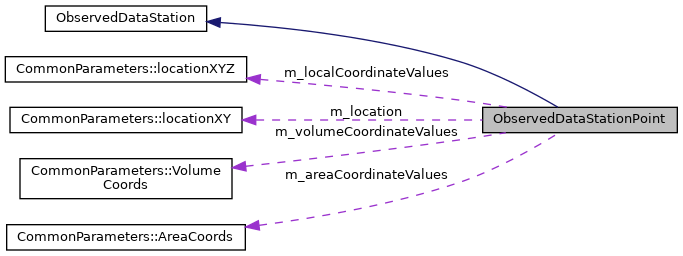 ObservedDataStation
CommonParameters::locationXYZ
m_localCoordinateValues
CommonParameters::locationXY
m_location
ObservedDataStationPoint
m_volumeCoordinateValues
CommonParameters::Volume
Coords
m_areaCoordinateValues
CommonParameters::AreaCoords